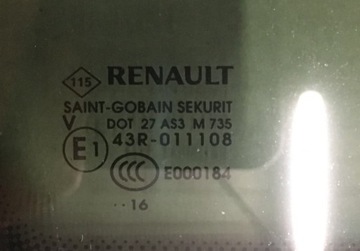 115 RENAULT
SAINT-GOBAIN SEKURIT
V DOT 27 AS3 M 735
E1 43R-011108
CCC E000184
··16